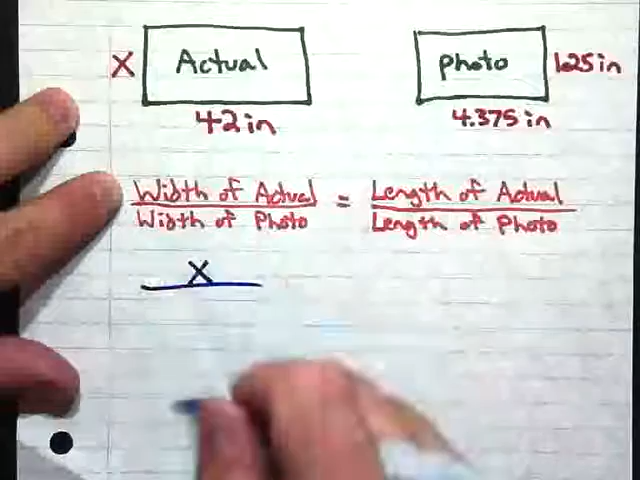 X Actual photo 1.25 in
42 in 4.375 in
Width of Actual = Length of Actual
Width of Photo Length of Photo
X